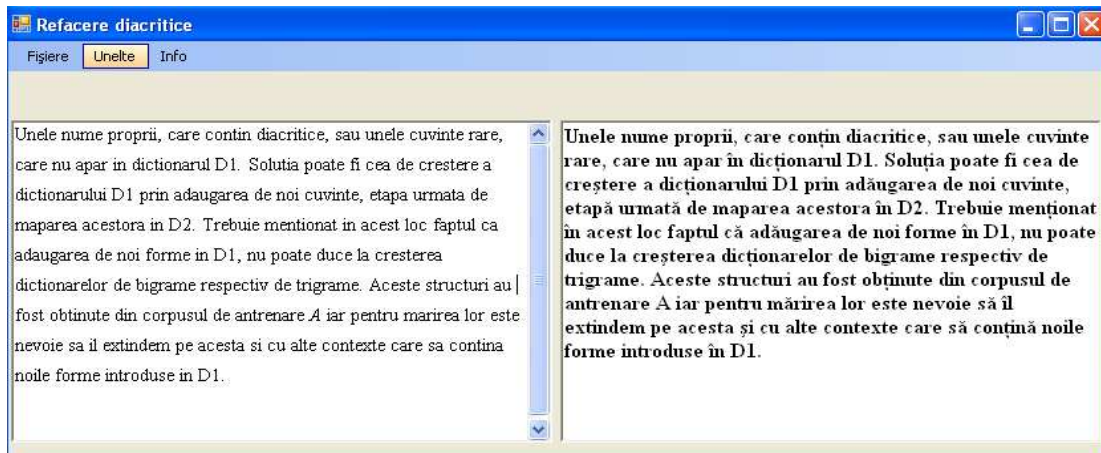 Refacere diacritice
Fişiere Unelte Info
Unele nume proprii, care contin diacritice, sau unele cuvinte rare,
care nu apar in dictionarul D1. Solutia poate fi cea de crestere a
dictionarului D1 prin adaugarea de noi cuvinte, etapa urmata de
maparea acestora in D2. Trebuie mentionat in acest loc faptul ca
adaugarea de noi forme in D1, nu poate duce la cresterea
dictionarelor de bigrame respectiv de trigrame. Aceste structuri au
fost obtinute din corpusul de antrenare A iar pentru marirea lor este
nevoie sa il extindem pe acesta si cu alte contexte care sa contina
noile forme introduse in D1.
Unele nume proprii, care conțin diacritice, sau unele cuvinte
rare, care nu apar în dicționarul D1. Soluția poate fi cea de
creștere a dicționarului D1 prin adăugarea de noi cuvinte,
etapă urmată de maparea acestora în D2. Trebuie menționat
în acest loc faptul că adăugarea de noi forme în D1, nu poate
duce la creșterea dicționarelor de bigrame respectiv de
trigrame. Aceste structuri au fost obținute din corpusul de
antrenare A iar pentru mărirea lor este nevoie să îl
extindem pe acesta și cu alte contexte care să conțină noile
forme introduse în D1.